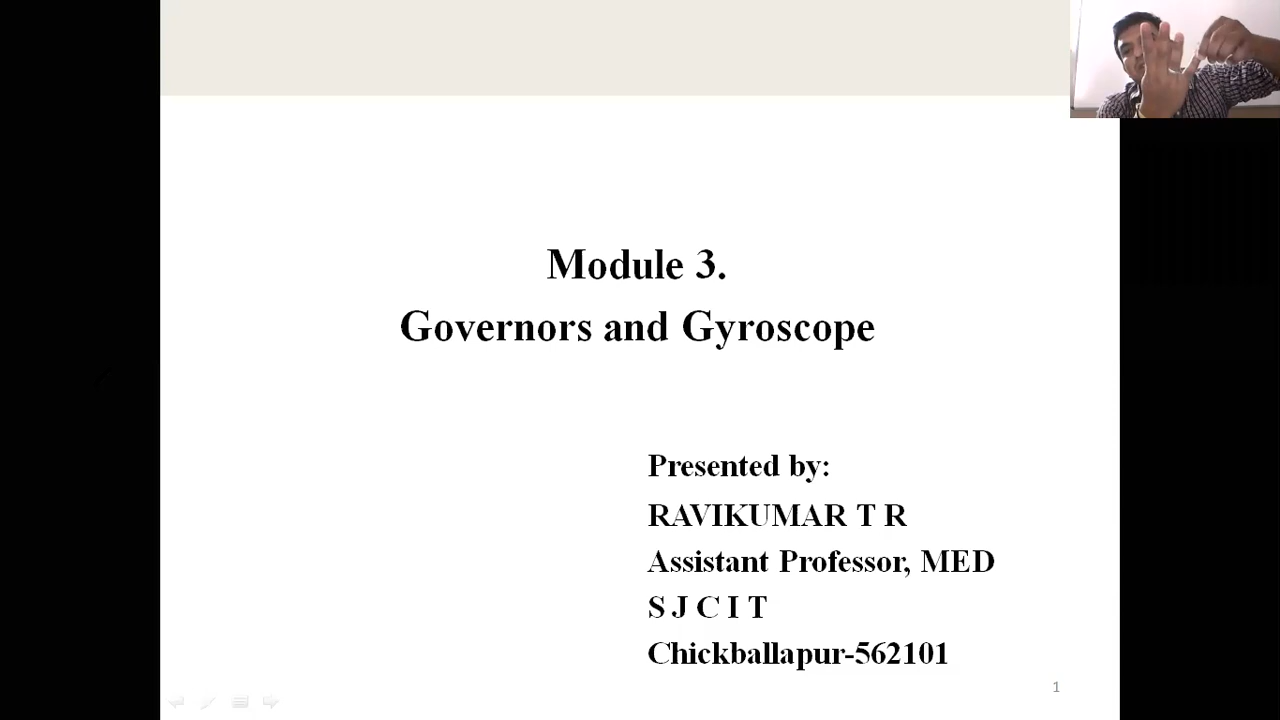 Module 3.
Governors and Gyroscope
Presented by:
RAVIKUMAR T R
Assistant Professor, MED
S J C I T
Chickballapur-562101
1